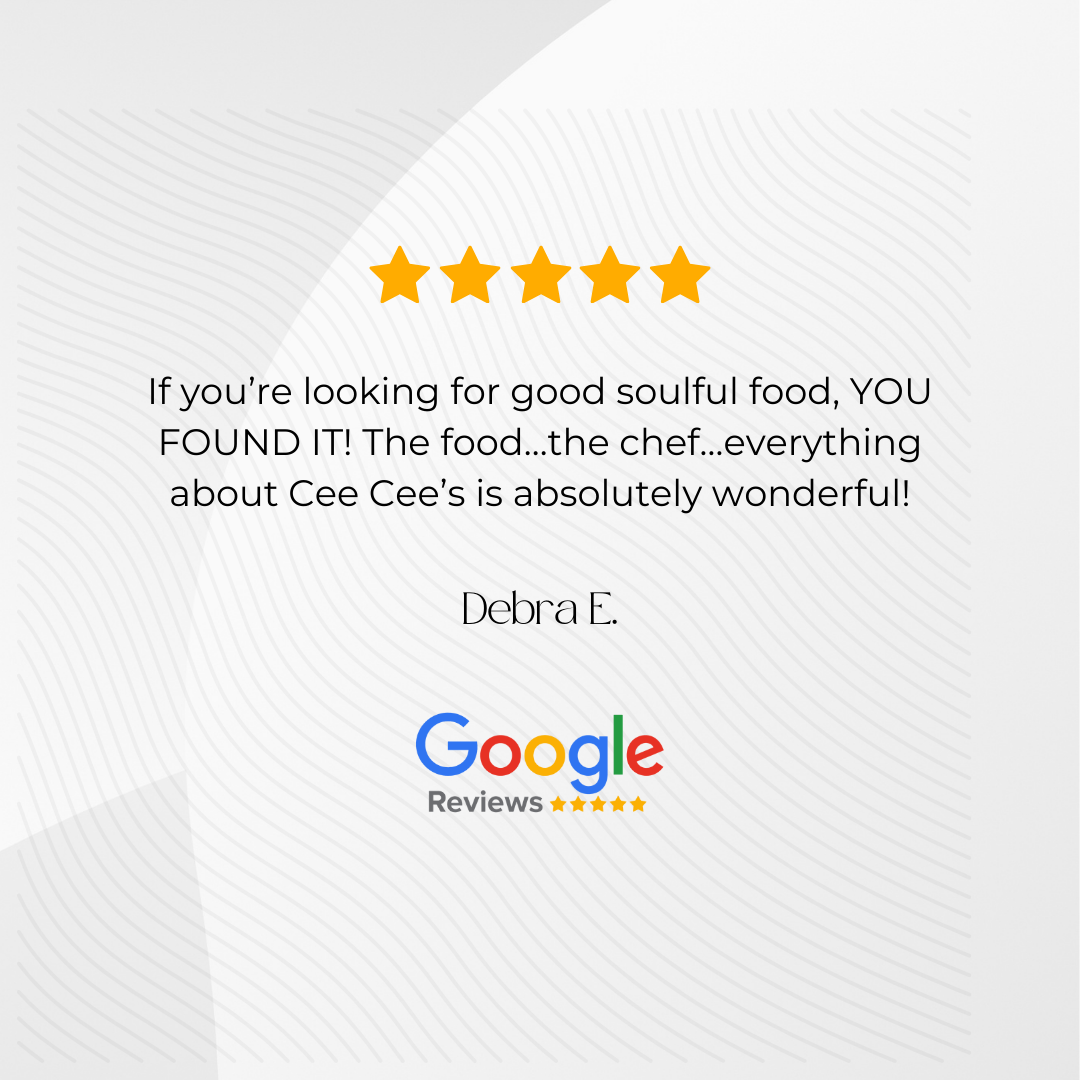 If you’re looking for good soulful food, YOU
FOUND IT! The food...the chef...everything
about Cee Cee’s is absolutely wonderful!
Debra E.
Google
Reviews